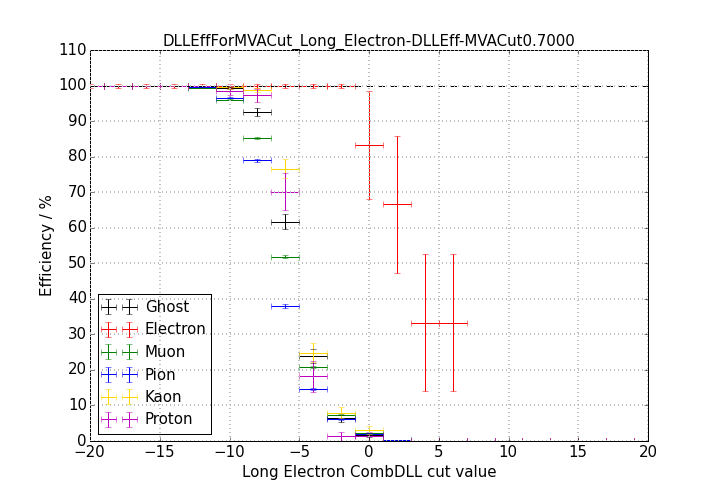 DLLEffForMVACut_Long_Electron-DLLEff-MVACut0.7000
110
100
90
80
70
60
50
40
30
20
10
0
Efficiency / %
Ghost
Electron
Muon
Pion
Kaon
Proton
−20 −15 −10 −5 0 5 10 15 20
Long Electron CombDLL cut value